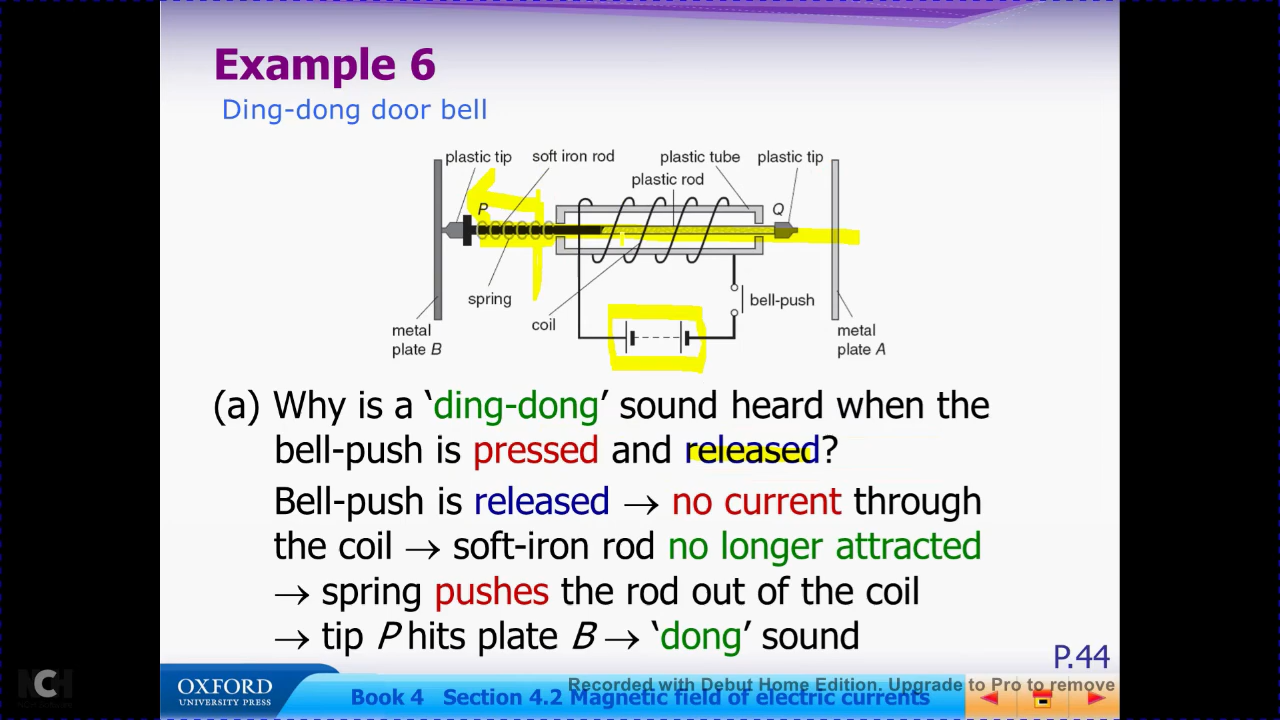 Example 6
Ding-dong door bell
plastic tip
soft iron rod
plastic tube
plastic tip
plastic rod
P
Q
spring
coil
bell-push
metal
plate B
metal
plate A
(a) Why is a ‘ding-dong’ sound heard when the
bell-push is pressed and released?
Bell-push is released → no current through
the coil → soft-iron rod no longer attracted
→ spring pushes the rod out of the coil
→ tip P hits plate B → ‘dong’ sound
P.44
OXFORD
UNIVERSITY PRESS
Book 4 Section 4.2 Magnetic field of electric currents
Recorded with Debut Home Edition. Upgrade to Pro to remove
NCH